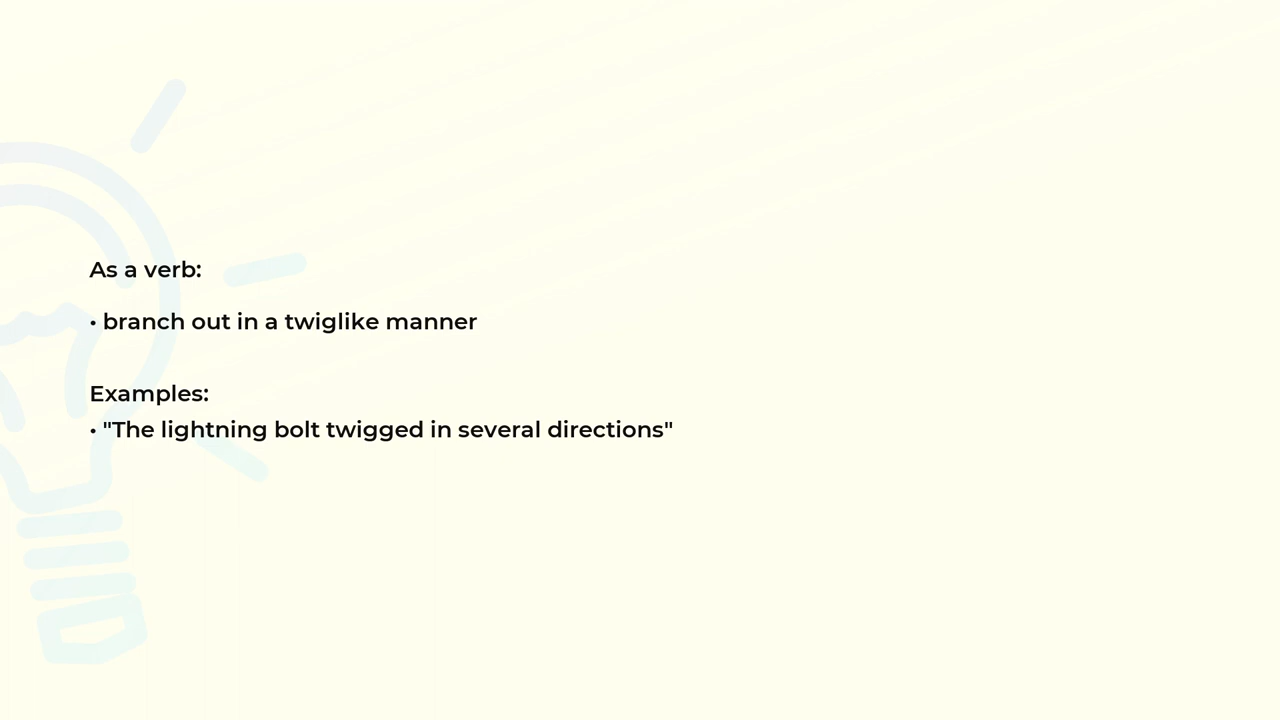 As a verb:
• branch out in a twiglike manner
Examples:
• "The lightning bolt twigged in several directions"